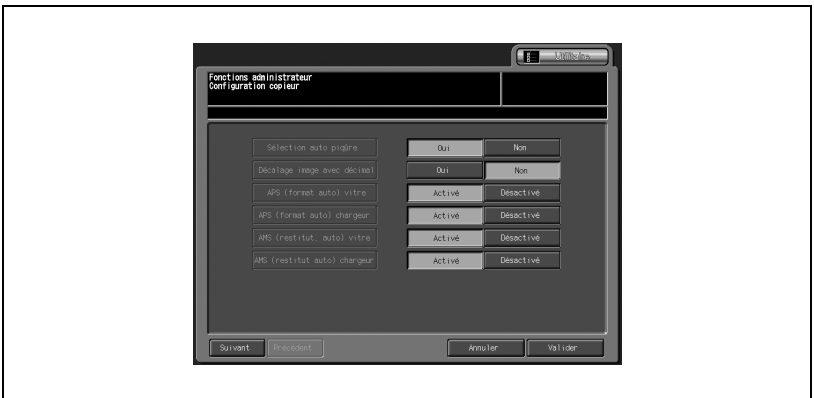 Utilitaire
Fonctions administrateur
Configuration copieur
Sélection auto piqûre Oui Non
Décalage image avec décimal Oui Non
APS (format auto) vitre Activé Désactivé
APS (format auto) chargeur Activé Désactivé
AMS (restitut. auto) vitre Activé Désactivé
AMS (restitut auto) chargeur Activé Désactivé
Suivant Précédent Annuler Valider